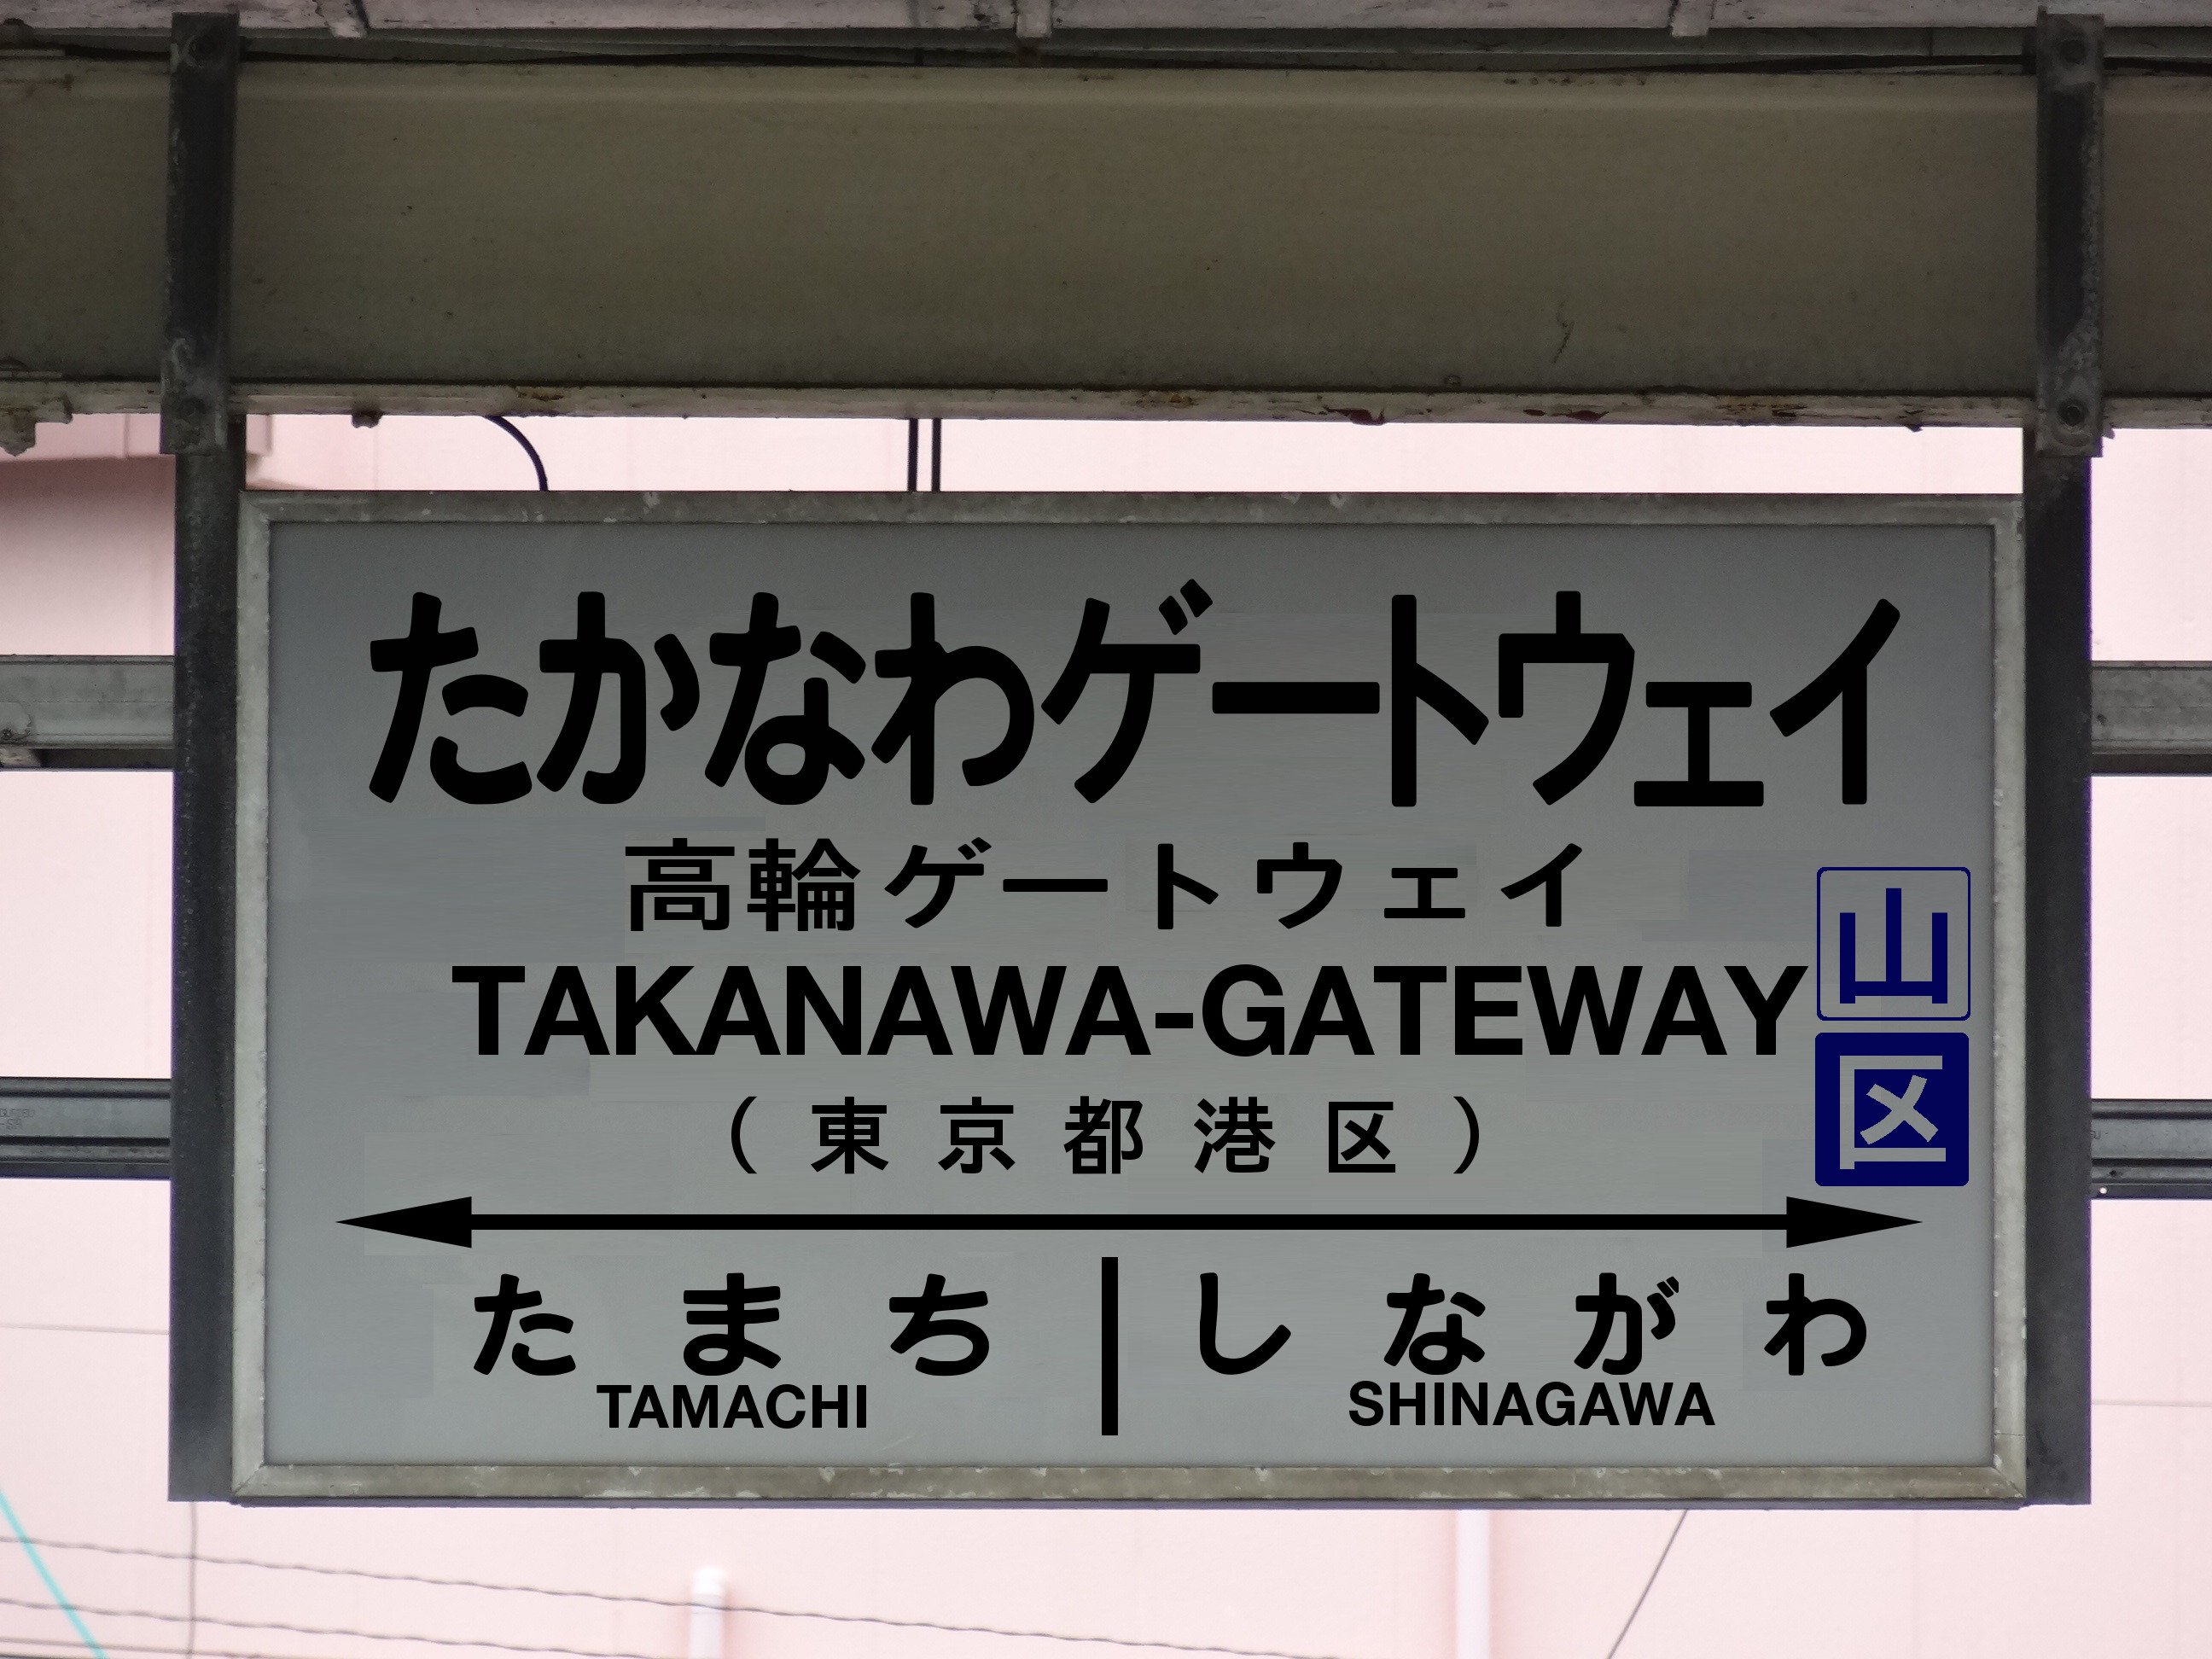 たかなわゲートウェイ
高輪ゲートウェイ
TAKANAWA-GATEWAY
山
区
（東京都港区）
たまち しながわ
TAMACHI SHINAGAWA